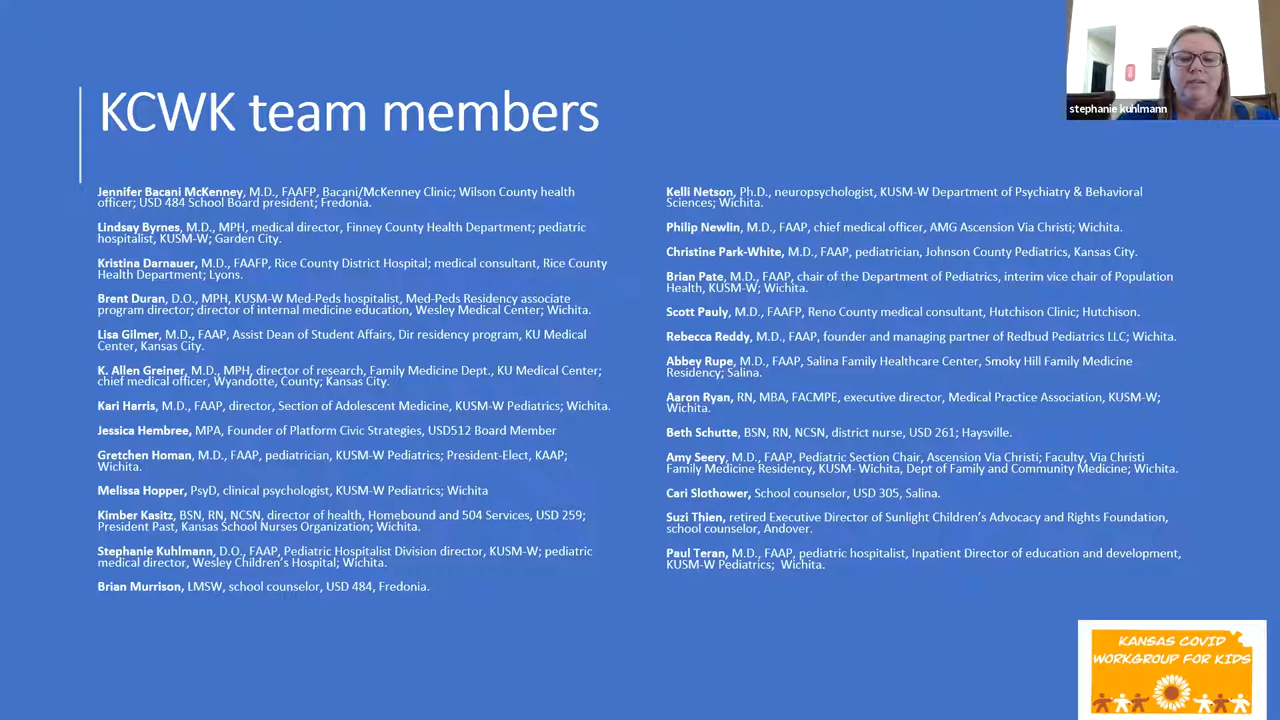 KCWK team members
stephanie kuhlmann
Jennifer Bacani McKenney, M.D., FAAFP, Bacani/McKenney Clinic; Wilson County health
officer; USD 484 School Board president; Fredonia.
Lindsay Byrnes, M.D., MPH, medical director, Finney County Health Department; pediatric
hospitalist, KUSM-W; Garden City.
Kristina Darnauer, M.D., FAAFP, Rice County District Hospital; medical consultant, Rice County
Health Department; Lyons.
Brent Duran, D.O., MPH, KUSM-W Med-Peds hospitalist, Med-Peds Residency associate
program director; director of internal medicine education, Wesley Medical Center; Wichita.
Lisa Gilmer, M.D., FAAP, Assist Dean of Student Affairs, Dir residency program, KU Medical
Center, Kansas City.
K. Allen Greiner, M.D., MPH, director of research, Family Medicine Dept., KU Medical Center;
chief medical officer, Wyandotte, County; Kansas City.
Kari Harris, M.D., FAAP, director, Section of Adolescent Medicine, KUSM-W Pediatrics; Wichita.
Jessica Hembree, MPA, Founder of Platform Civic Strategies, USD512 Board Member
Gretchen Homan, M.D., FAAP, pediatrician, KUSM-W Pediatrics; President-Elect, KAAP;
Wichita.
Melissa Hopper, PsyD, clinical psychologist, KUSM-W Pediatrics; Wichita
Kimber Kasitz, BSN, RN, NCSN, director of health, Homebound and 504 Services, USD 259;
President Past, Kansas School Nurses Organization; Wichita.
Stephanie Kuhlmann, D.O., FAAP, Pediatric Hospitalist Division director, KUSM-W; pediatric
medical director, Wesley Children's Hospital; Wichita.
Brian Murrison, LMSW, school counselor, USD 484, Fredonia.
Kelli Netson, Ph.D., neuropsychologist, KUSM-W Department of Psychiatry & Behavioral
Sciences; Wichita.
Philip Newlin, M.D., FAAP, chief medical officer, AMG Ascension Via Christi; Wichita.
Christine Park-White, M.D., FAAP, pediatrician, Johnson County Pediatrics, Kansas City.
Brian Pate, M.D., FAAP, chair of the Department of Pediatrics, interim vice chair of Population
Health, KUSM-W; Wichita.
Scott Pauly, M.D., FAAFP, Reno County medical consultant, Hutchison Clinic; Hutchison.
Rebecca Reddy, M.D., FAAP, founder and managing partner of Redbud Pediatrics LLC; Wichita.
Abbey Rupe, M.D., FAAP, Salina Family Healthcare Center, Smoky Hill Family Medicine
Residency; Salina.
Aaron Ryan, RN, MBA, FACMPE, executive director, Medical Practice Association, KUSM-W;
Wichita.
Beth Schutte, BSN, RN, NCSN, district nurse, USD 261; Haysville.
Amy Seery, M.D., FAAP, Pediatric Section Chair, Ascension Via Christi; Faculty, Via Christi
Family Medicine Residency, KUSM- Wichita, Dept of Family and Community Medicine; Wichita.
Cari Slothower, School counselor, USD 305, Salina.
Suzi Thien, retired Executive Director of Sunlight Children's Advocacy and Rights Foundation,
school counselor, Andover.
Paul Teran, M.D., FAAP, pediatric hospitalist, Inpatient Director of education and development,
KUSM-W Pediatrics; Wichita.
KANSAS COVID
WORKGROUP FOR KIDS